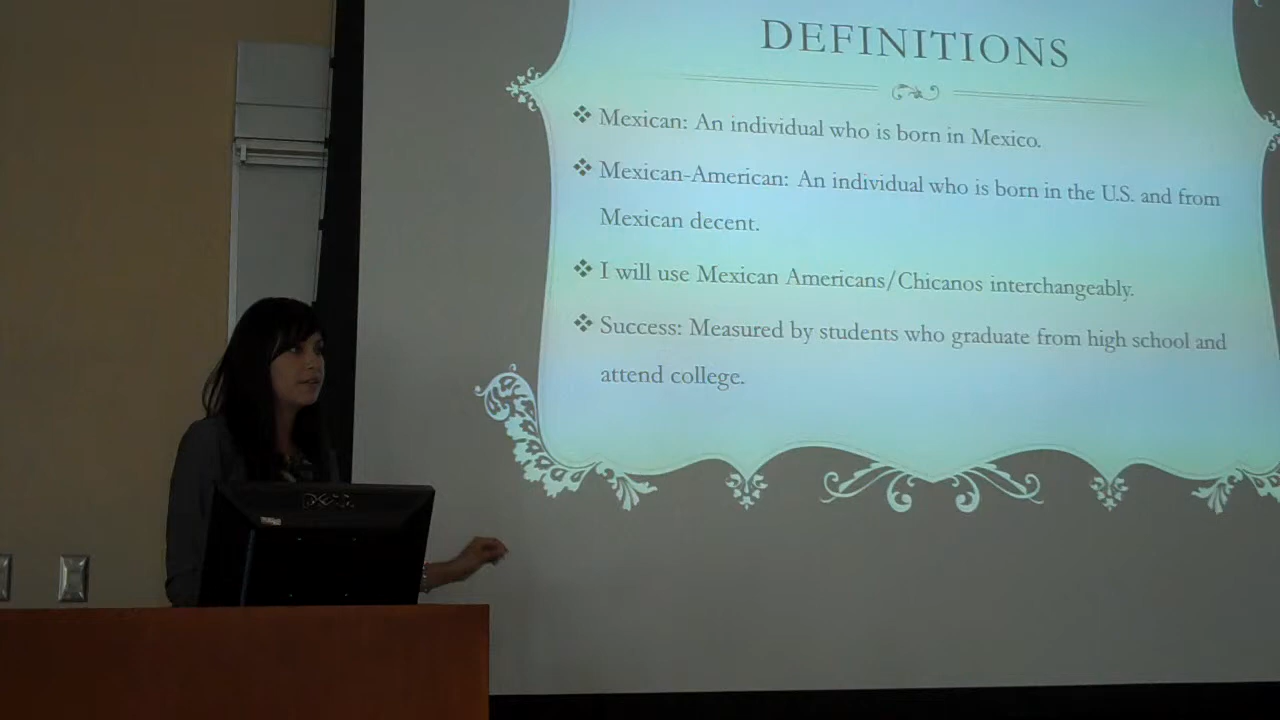 DEFINITIONS
❖ Mexican: An individual who is born in Mexico.
❖ Mexican-American: An individual who is born in the U.S. and from
Mexican decent.
❖ I will use Mexican Americans/Chicanos interchangeably.
❖ Success: Measured by students who graduate from high school and
attend college.
DELL